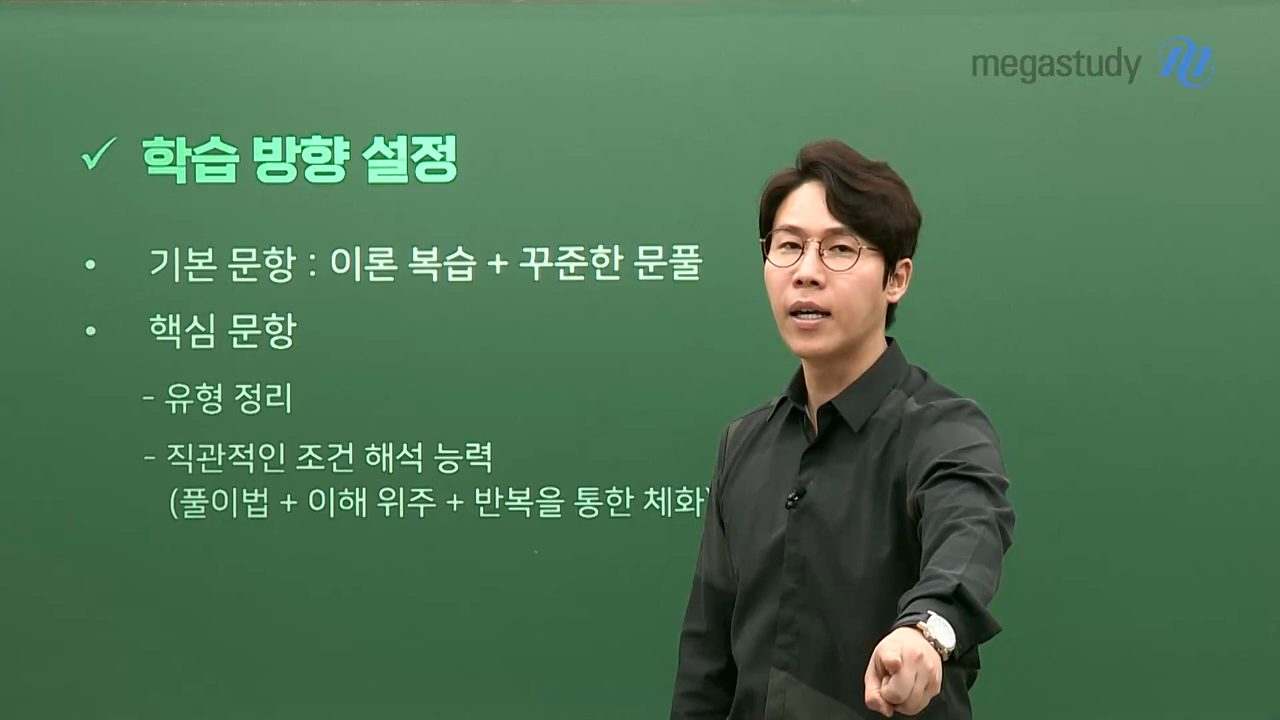 megastudy
✓ 학습 방향 설정
• 기본 문항 : 이론 복습 + 꾸준한 문풀
• 핵심 문항
- 유형 정리
- 직관적인 조건 해석 능력
(풀이법 + 이해 위주 + 반복을 통한 체화)